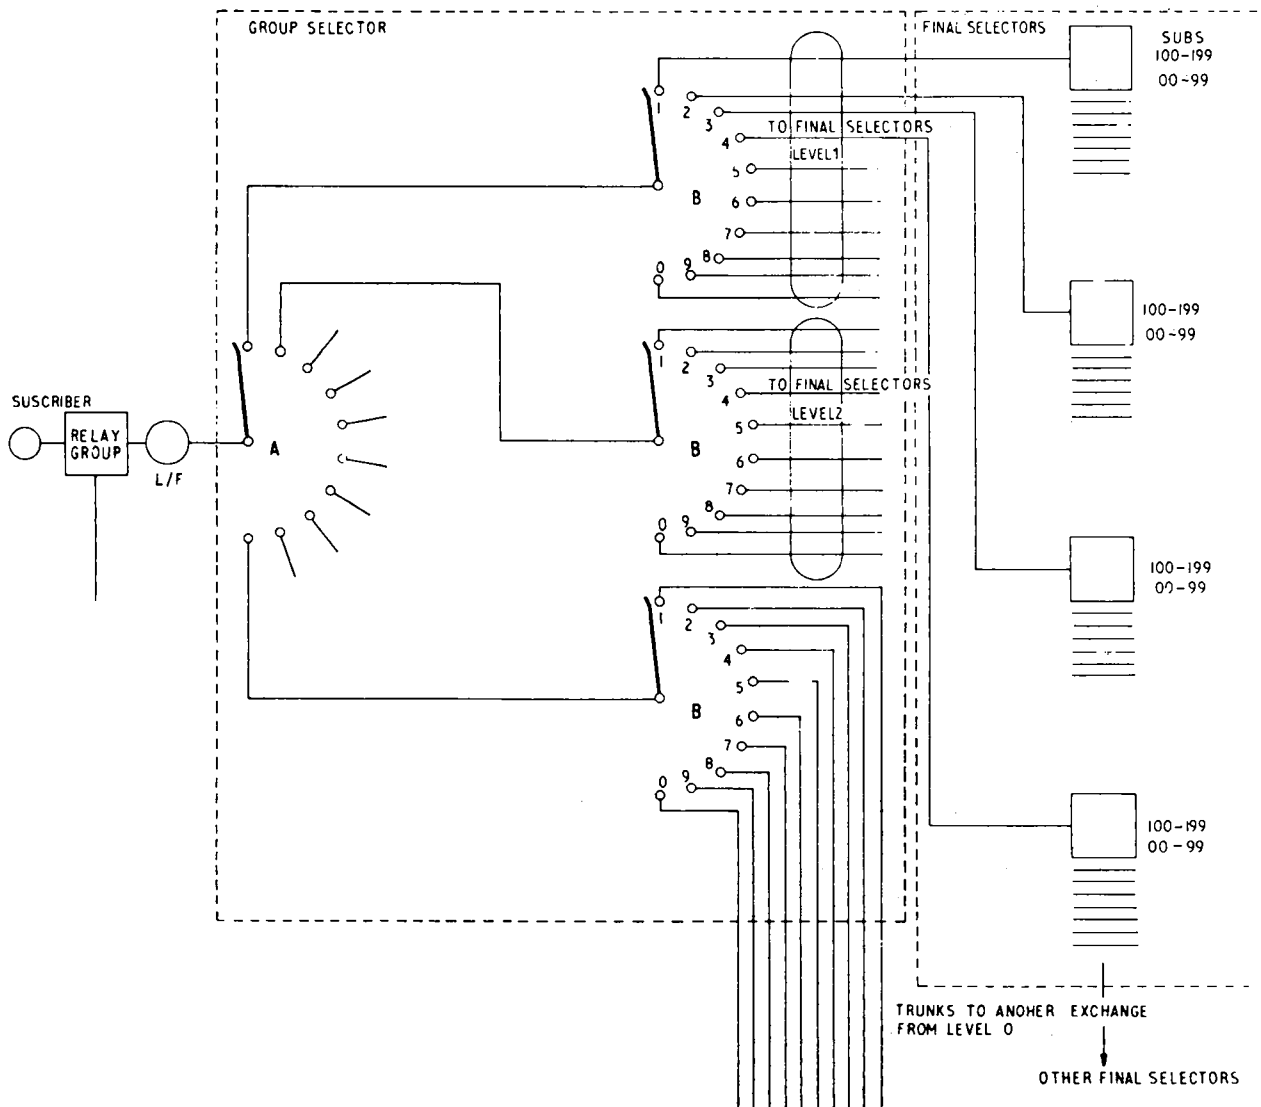 GROUP SELECTOR
FINAL SELECTORS
SUBS
100-199
00-99
1
2
3
TO FINAL SELECTORS
4
LEVEL1
5
B
6
7
8
9
0
100-199
00-99
1
2
3
TO FINAL SELECTORS
4
LEVEL2
5
B
6
7
8
9
0
SUSCRIBER
RELAY
GROUP
L/F
A
100-199
00-99
1
2
3
4
5
B
6
7
8
9
0
100-199
00-99
TRUNKS TO ANOHER EXCHANGE
FROM LEVEL 0
OTHER FINAL SELECTORS